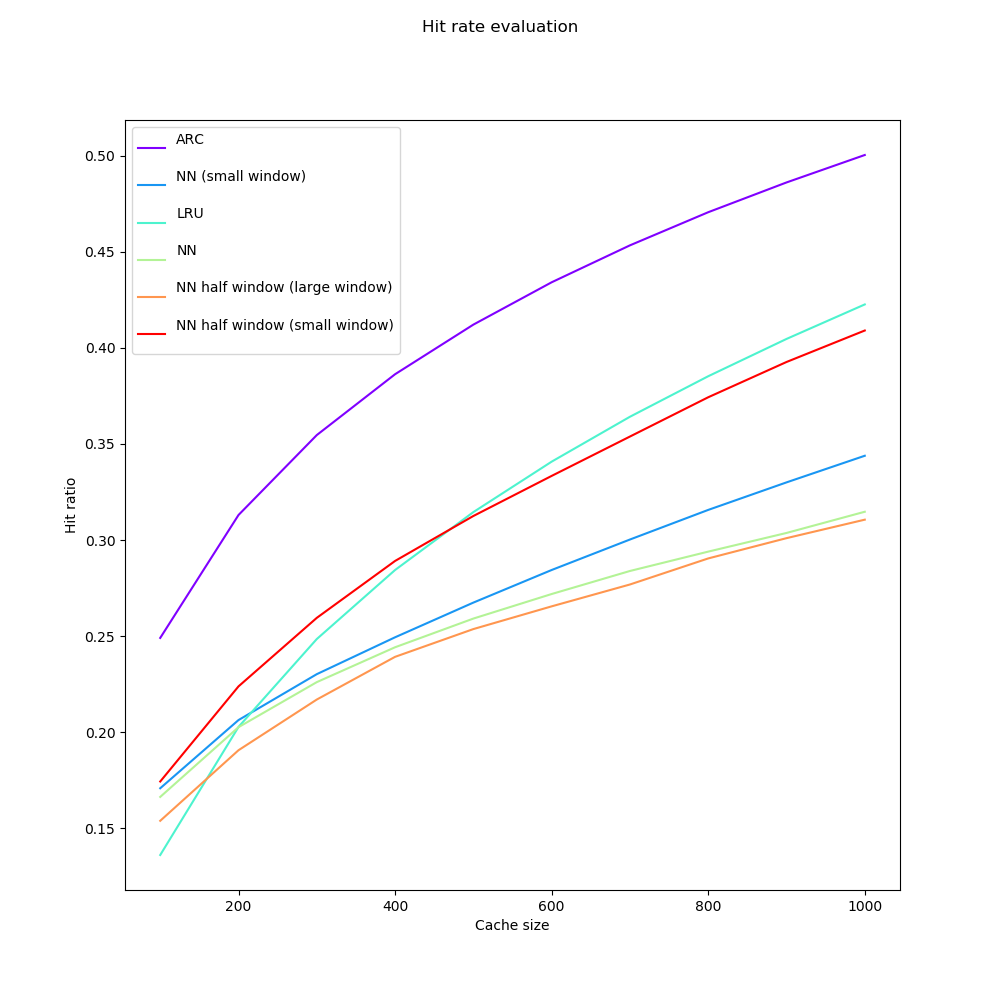 Hit rate evaluation
ARC
NN (small window)
LRU
NN
NN half window (large window)
NN half window (small window)
0.50
0.45
0.40
0.35
0.30
0.25
0.20
0.15
Hit ratio
200 400 600 800 1000
Cache size